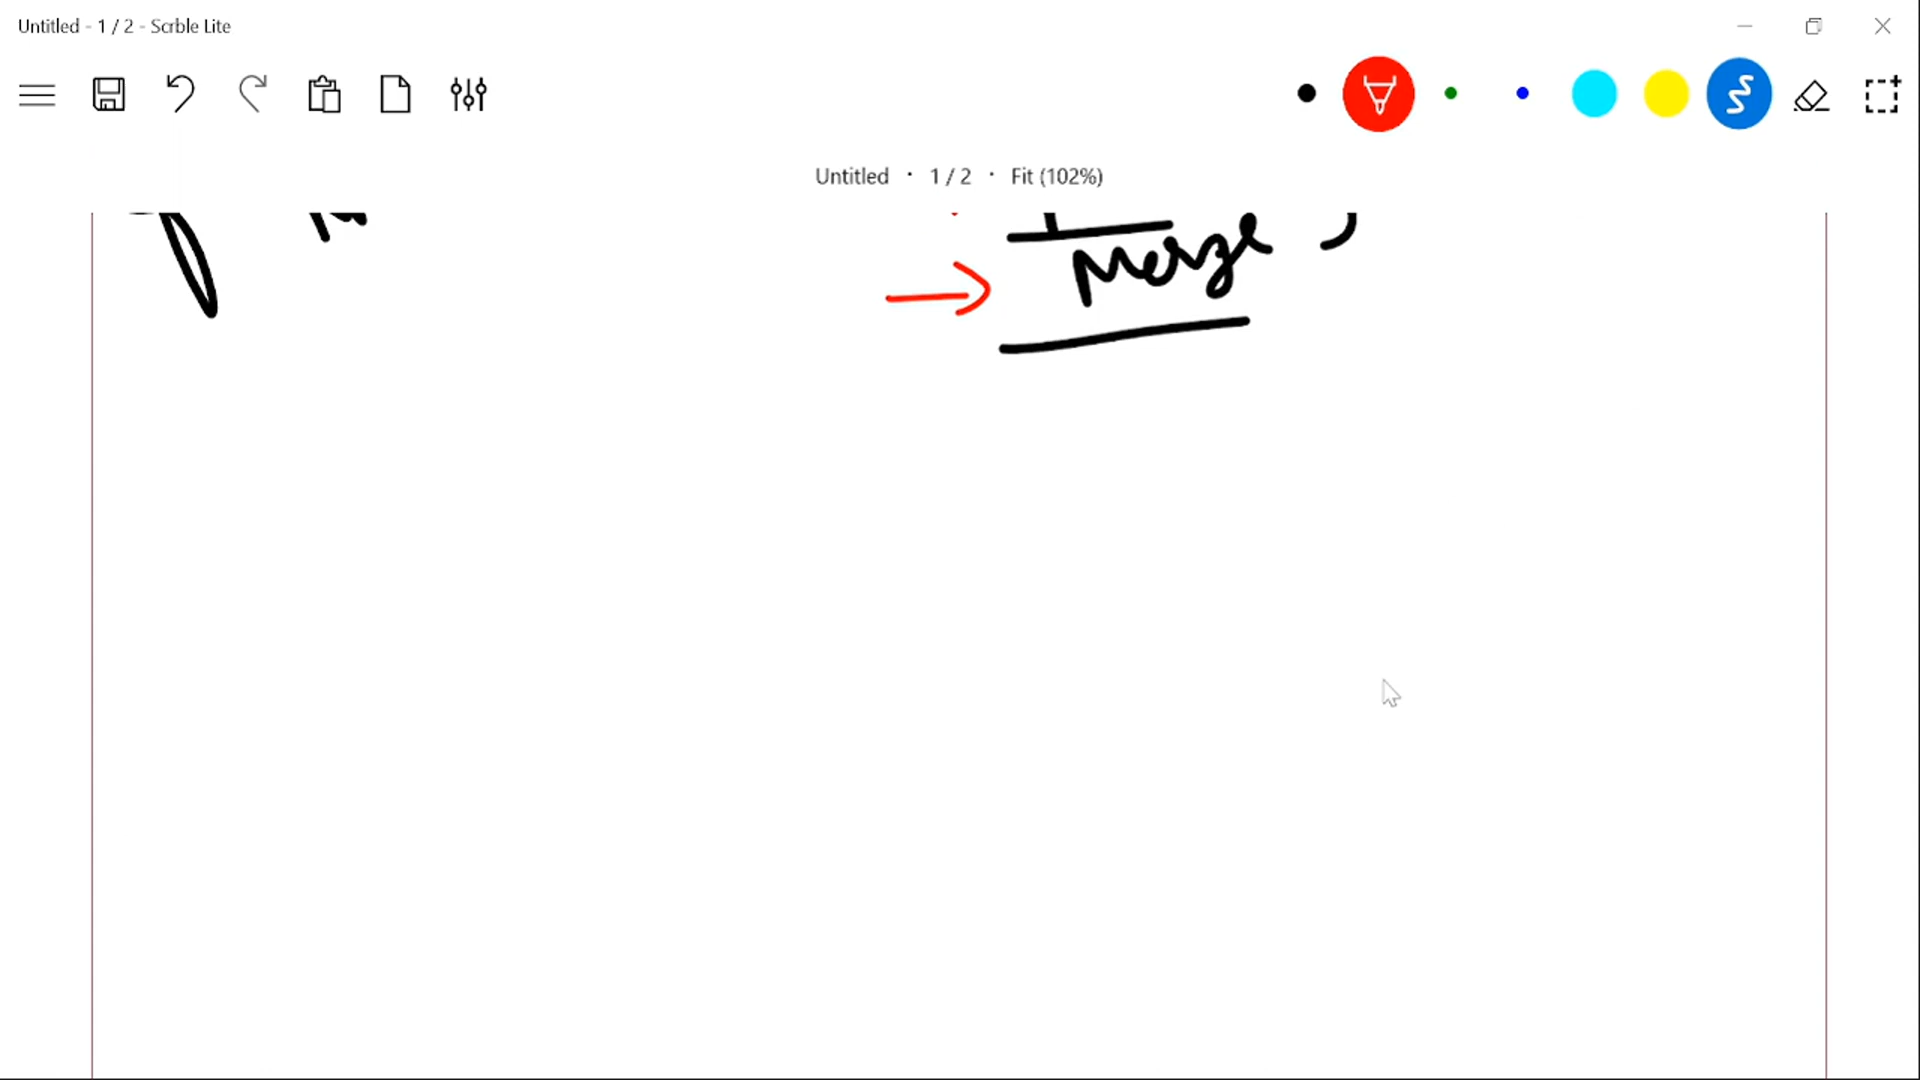 Untitled - 1 / 2 - Scrble Lite
Untitled · 1 / 2 · Fit (102%)
Merge